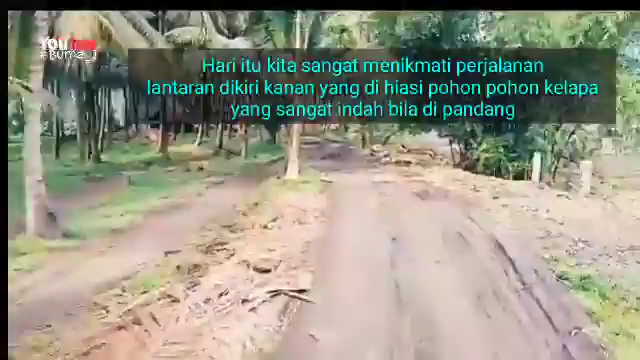 YOU
Hari itu kita sangat menikmati perjalanan
lantaran dikiri kanan yang di hiasi pohon pohon kelapa
yang sangat indah bila di pandang